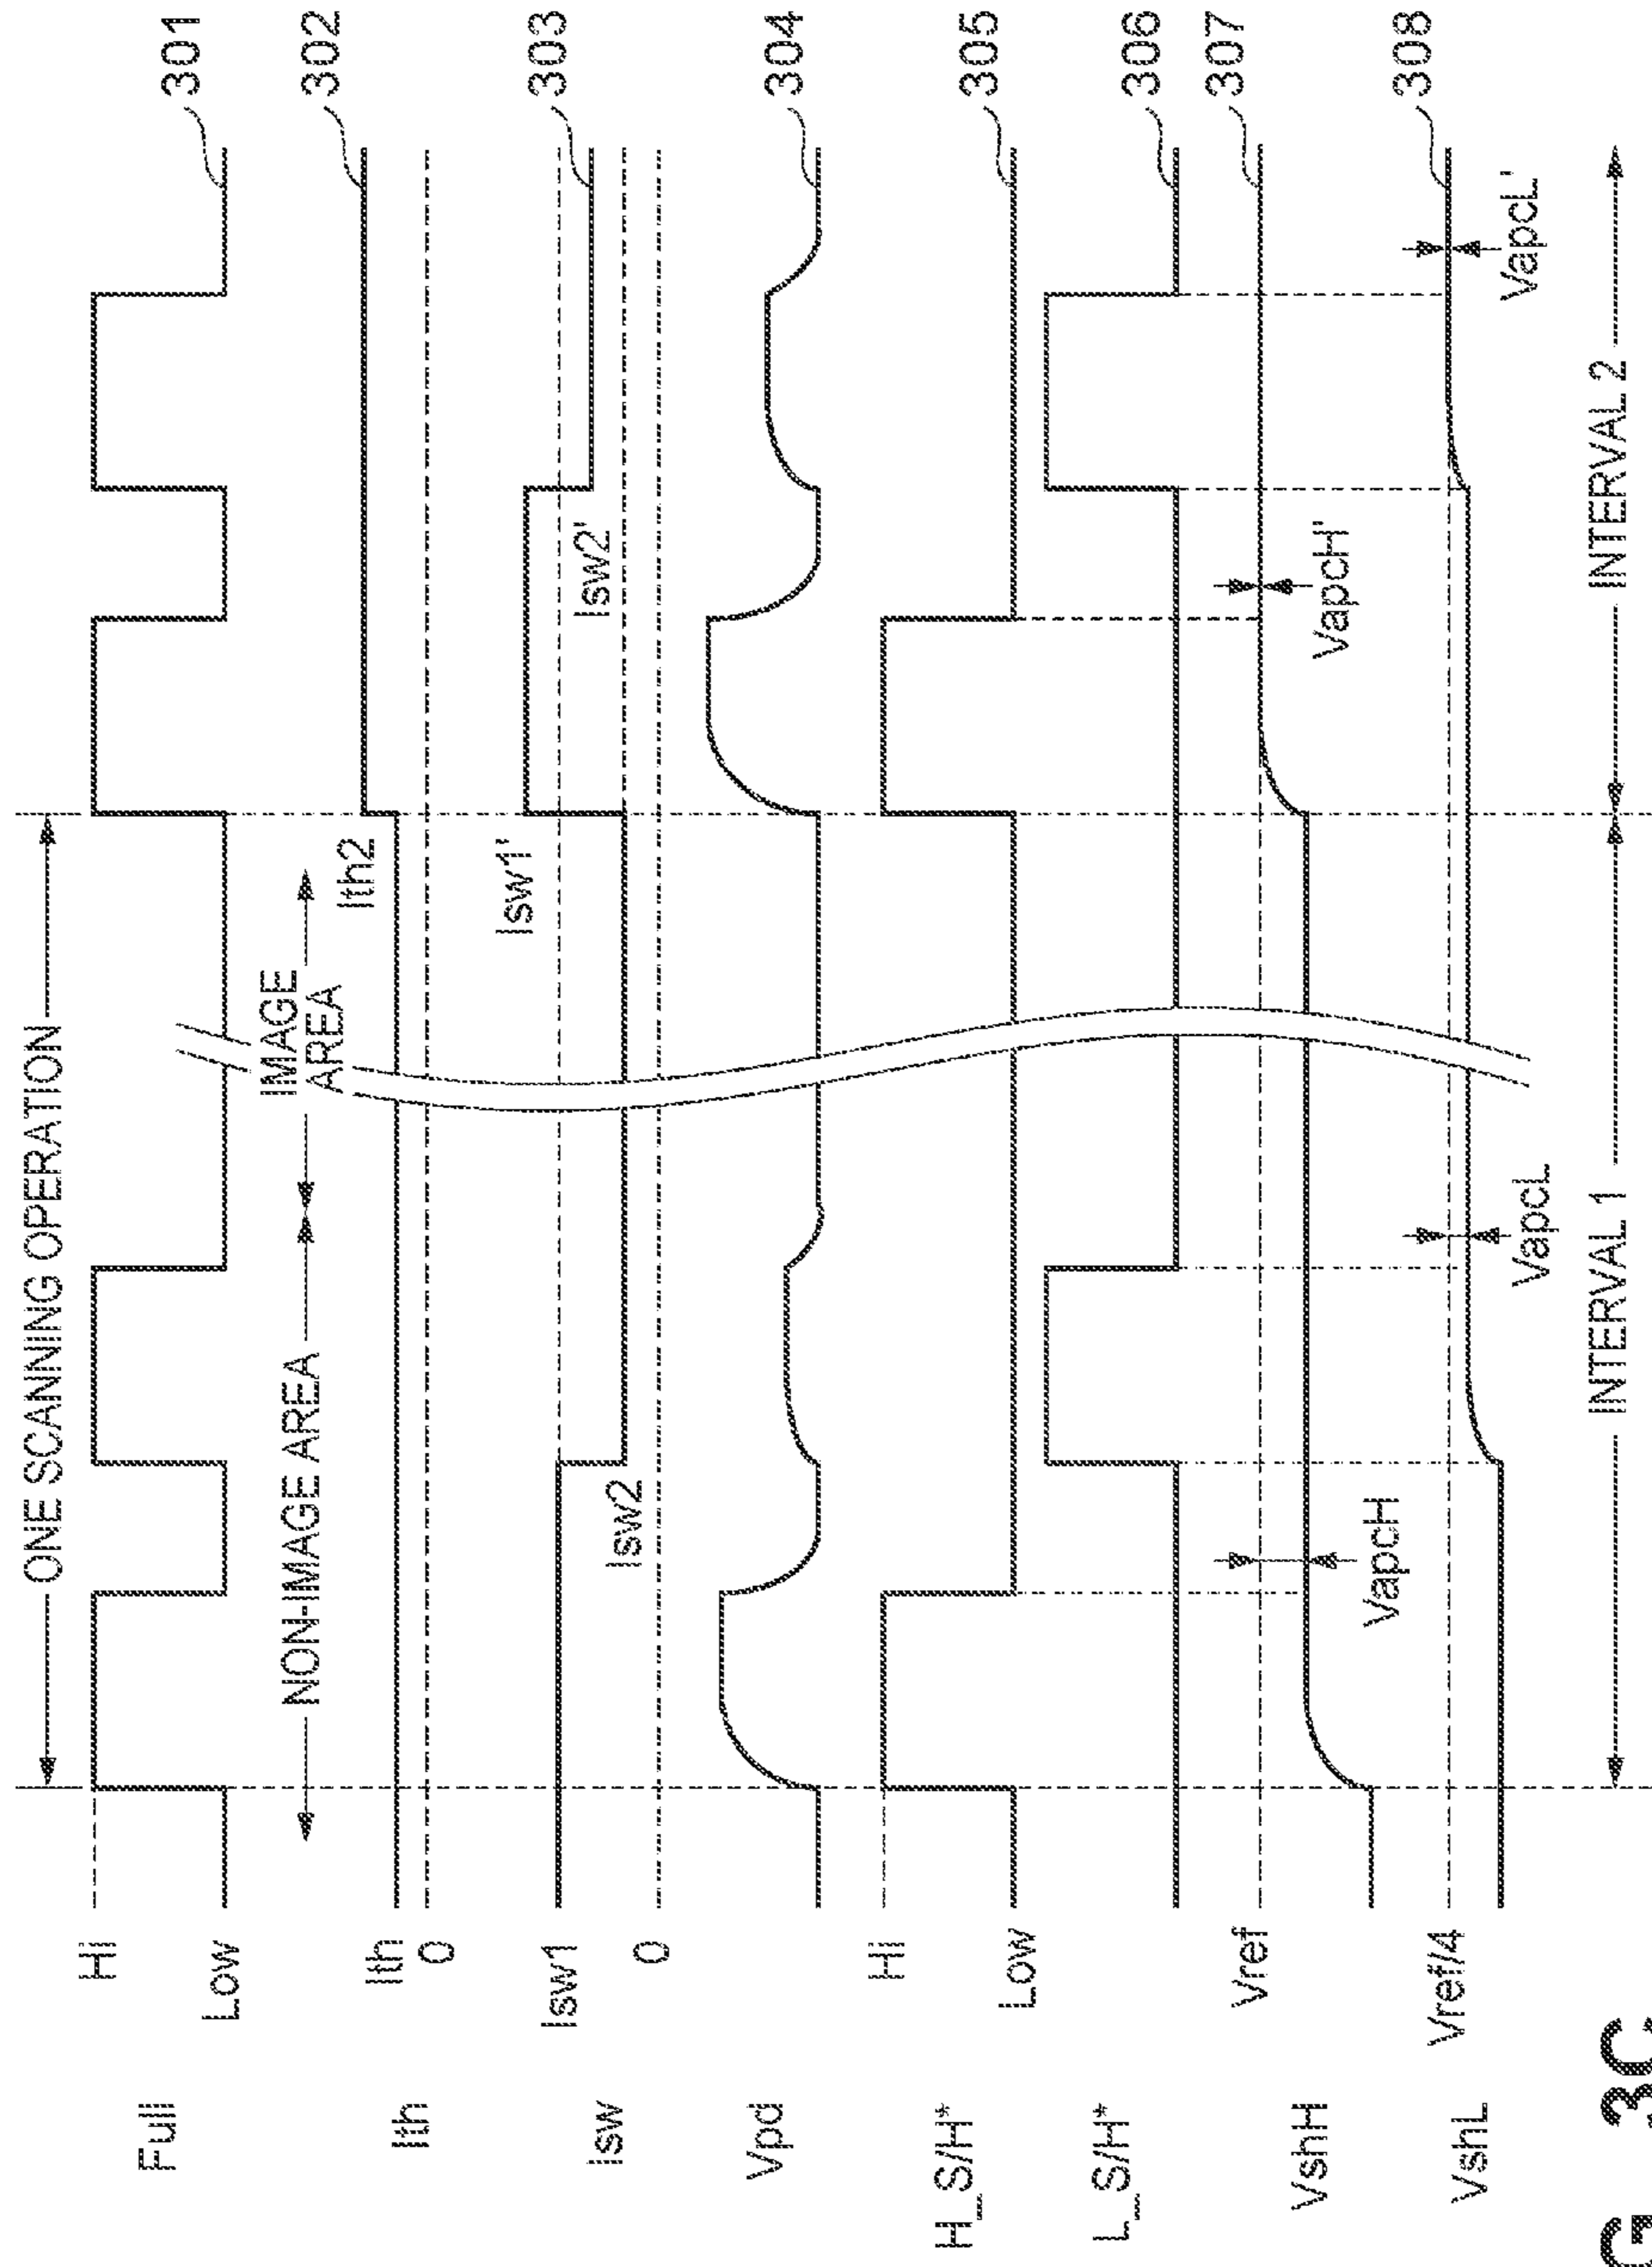 ONE SCANNING OPERATION
Full
Hi
Low
301
NON-IMAGE AREA
IMAGE
AREA
Ith
Ith
0
Ith2
302
Isw
Isw1
0
Isw2
Isw1'
Isw2'
303
Vpd
304
H_S/H*
Hi
Low
305
L_S/H*
306
VshH
Vref
VapcH
VapcH'
307
VshL
Vref/4
VapcL
VapcL'
308
INTERVAL 1
INTERVAL 2
G. 3C